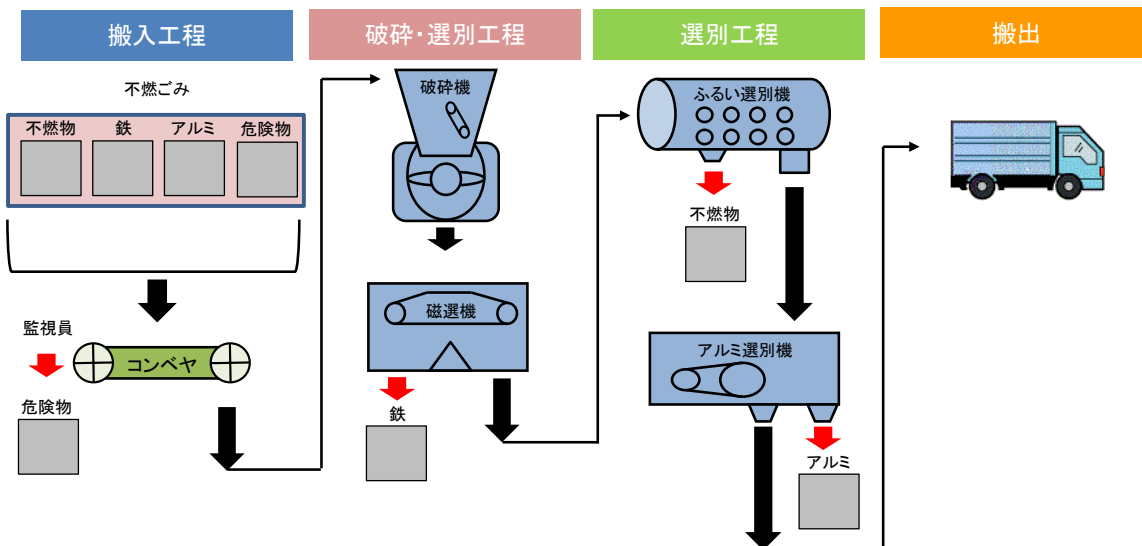 搬入工程
破砕・選別工程
選別工程
搬出
不燃ごみ
不燃物
鉄
アルミ
危険物
監視員
コンベヤ
危険物
破砕機
磁選機
鉄
ふるい選別機
不燃物
アルミ選別機
アルミ